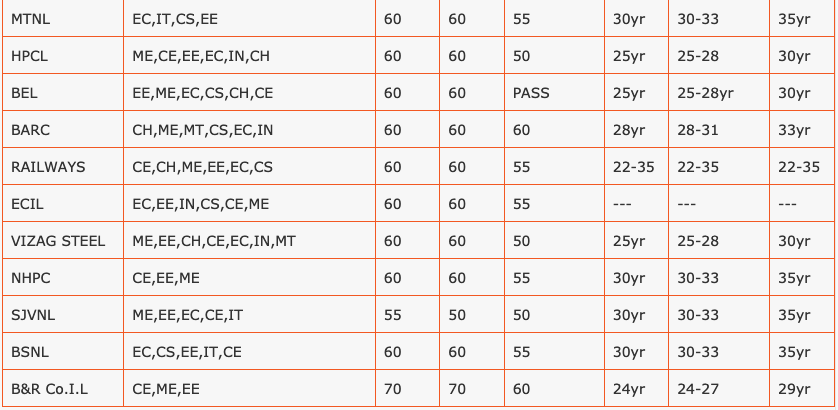 MTNL EC,IT,CS,EE 60 60 55 30yr 30-33 35yr
HPCL ME,CE,EE,EC,IN,CH 60 60 50 25yr 25-28 30yr
BEL EE,ME,EC,CS,CH,CE 60 60 PASS 25yr 25-28yr 30yr
BARC CH,ME,MT,CS,EC,IN 60 60 60 28yr 28-31 33yr
RAILWAYS CE,CH,ME,EE,EC,CS 60 60 55 22-35 22-35 22-35
ECIL EC,EE,IN,CS,CE,ME 60 60 55 --- --- ---
VIZAG STEEL ME,EE,CH,CE,EC,IN,MT 60 60 50 25yr 25-28 30yr
NHPC CE,EE,ME 60 60 55 30yr 30-33 35yr
SJVNL ME,EE,EC,CE,IT 55 50 50 30yr 30-33 35yr
BSNL EC,CS,EE,IT,CE 60 60 55 30yr 30-33 35yr
B&R Co.I.L CE,ME,EE 70 70 60 24yr 24-27 29yr